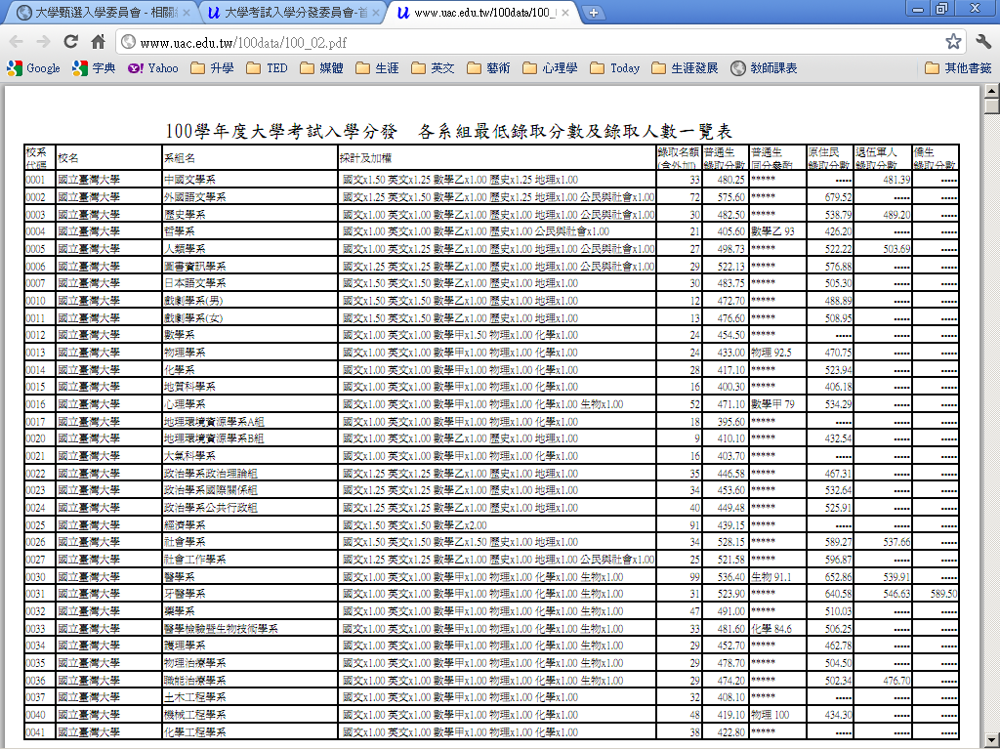 大學甄選入學委員會 - 相關
大學考試入學分發委員會-首
www.uac.edu.tw/100data/100_
www.uac.edu.tw/100data/100_02.pdf
Google 字典 Yahoo 升學 TED 媒體 生涯 英文 藝術 心理學 Today 生涯發展 教師課表 其他書籤
100學年度大學考試入學分發 各系組最低錄取分數及錄取人數一覽表
校系代碼 校名 系組名 採計及加權 錄取名額(含外加) 普通生錄取分數 普通生同分參酌 原住民錄取分數 退伍軍人錄取分數 僑生錄取分數
0001 國立臺灣大學 中國文學系 國文x1.50 英文x1.25 數學乙x1.00 歷史x1.25 地理x1.00 33 480.25 ***** ----- 481.39 -----
0002 國立臺灣大學 外國語文學系 國文x1.25 英文x1.50 數學乙x1.00 歷史x1.25 地理x1.00 公民與社會x1.00 72 575.60 ***** 679.52 ----- -----
0003 國立臺灣大學 歷史學系 國文x1.00 英文x1.00 數學乙x1.00 歷史x1.00 地理x1.00 公民與社會x1.00 30 482.50 ***** 538.79 489.20 -----
0004 國立臺灣大學 哲學系 國文x1.00 英文x1.00 數學乙x1.00 歷史x1.00 公民與社會x1.00 21 405.60 數學乙 93 426.20 ----- -----
0005 國立臺灣大學 人類學系 國文x1.00 英文x1.25 數學乙x1.00 歷史x1.00 地理x1.00 公民與社會x1.00 27 498.73 ***** 522.22 503.69 -----
0006 國立臺灣大學 圖書資訊學系 國文x1.25 英文x1.25 數學乙x1.00 歷史x1.00 地理x1.00 公民與社會x1.00 29 522.13 ***** 576.88 ----- -----
0007 國立臺灣大學 日本語文學系 國文x1.50 英文x1.50 數學乙x1.00 歷史x1.00 地理x1.00 30 483.75 ***** 505.30 ----- -----
0010 國立臺灣大學 戲劇學系(男) 國文x1.50 英文x1.50 數學乙x1.00 歷史x1.00 地理x1.00 12 472.70 ***** 488.89 ----- -----
0011 國立臺灣大學 戲劇學系(女) 國文x1.50 英文x1.50 數學乙x1.00 歷史x1.00 地理x1.00 13 476.60 ***** 508.95 ----- -----
0012 國立臺灣大學 數學系 國文x1.00 英文x1.00 數學甲x1.50 物理x1.00 化學x1.00 24 454.50 ***** ----- ----- -----
0013 國立臺灣大學 物理學系 國文x1.00 英文x1.00 數學甲x1.00 物理x1.00 化學x1.00 24 433.00 物理 92.5 470.75 ----- -----
0014 國立臺灣大學 化學系 國文x1.00 英文x1.00 數學甲x1.00 物理x1.00 化學x1.00 28 417.10 ***** 523.94 ----- -----
0015 國立臺灣大學 地質科學系 國文x1.00 英文x1.00 數學甲x1.00 物理x1.00 化學x1.00 16 400.30 ***** 406.18 ----- -----
0016 國立臺灣大學 心理學系 國文x1.00 英文x1.00 數學甲x1.00 物理x1.00 化學x1.00 生物x1.00 52 471.10 數學甲 79 534.29 ----- -----
0017 國立臺灣大學 地理環境資源學系A組 國文x1.00 英文x1.00 數學甲x1.00 物理x1.00 化學x1.00 18 395.60 ***** ----- ----- -----
0020 國立臺灣大學 地理環境資源學系B組 國文x1.00 英文x1.00 數學乙x1.00 歷史x1.00 地理x1.00 9 410.10 ***** 432.54 ----- -----
0021 國立臺灣大學 大氣科學系 國文x1.00 英文x1.00 數學甲x1.00 物理x1.00 化學x1.00 16 403.70 ***** ----- ----- -----
0022 國立臺灣大學 政治學系政治理論組 國文x1.25 英文x1.25 數學乙x1.00 歷史x1.00 地理x1.00 35 446.58 ***** 467.31 ----- -----
0023 國立臺灣大學 政治學系國際關係組 國文x1.25 英文x1.25 數學乙x1.00 歷史x1.00 地理x1.00 34 453.60 ***** 532.64 ----- -----
0024 國立臺灣大學 政治學系公共行政組 國文x1.25 英文x1.25 數學乙x1.00 歷史x1.00 地理x1.00 40 449.48 ***** 525.91 ----- -----
0025 國立臺灣大學 經濟學系 國文x1.50 英文x1.50 數學乙x2.00 91 439.15 ***** ----- ----- -----
0026 國立臺灣大學 社會學系 國文x1.50 英文x1.50 數學乙x1.50 歷史x1.00 地理x1.00 34 528.15 ***** 589.27 537.66 -----
0027 國立臺灣大學 社會工作學系 國文x1.25 英文x1.25 數學乙x1.00 歷史x1.00 地理x1.00 公民與社會x1.00 25 521.58 ***** 596.87 ----- -----
0030 國立臺灣大學 醫學系 國文x1.00 英文x1.00 數學甲x1.00 物理x1.00 化學x1.00 生物x1.00 99 536.40 生物 91.1 652.86 539.91 -----
0031 國立臺灣大學 牙醫學系 國文x1.00 英文x1.00 數學甲x1.00 物理x1.00 化學x1.00 生物x1.00 31 523.90 ***** 640.58 546.63 589.50
0032 國立臺灣大學 藥學系 國文x1.00 英文x1.00 數學甲x1.00 物理x1.00 化學x1.00 生物x1.00 47 491.00 ***** 510.03 ----- -----
0033 國立臺灣大學 醫學檢驗暨生物技術學系 國文x1.00 英文x1.00 數學甲x1.00 物理x1.00 化學x1.00 生物x1.00 33 481.60 化學 84.6 506.25 ----- -----
0034 國立臺灣大學 護理學系 國文x1.00 英文x1.00 數學甲x1.00 物理x1.00 化學x1.00 生物x1.00 29 452.70 ***** 462.78 ----- -----
0035 國立臺灣大學 物理治療學系 國文x1.00 英文x1.00 數學甲x1.00 物理x1.00 化學x1.00 生物x1.00 29 478.70 ***** 504.50 ----- -----
0036 國立臺灣大學 職能治療學系 國文x1.00 英文x1.00 數學甲x1.00 物理x1.00 化學x1.00 生物x1.00 29 474.20 ***** 502.34 476.70 -----
0037 國立臺灣大學 土木工程學系 國文x1.00 英文x1.00 數學甲x1.00 物理x1.00 化學x1.00 32 408.10 ***** ----- ----- -----
0040 國立臺灣大學 機械工程學系 國文x1.00 英文x1.00 數學甲x1.00 物理x1.00 化學x1.00 48 419.10 物理 100 434.30 ----- -----
0041 國立臺灣大學 化學工程學系 國文x1.00 英文x1.00 數學甲x1.00 物理x1.00 化學x1.00 38 422.80 ***** ----- ----- -----